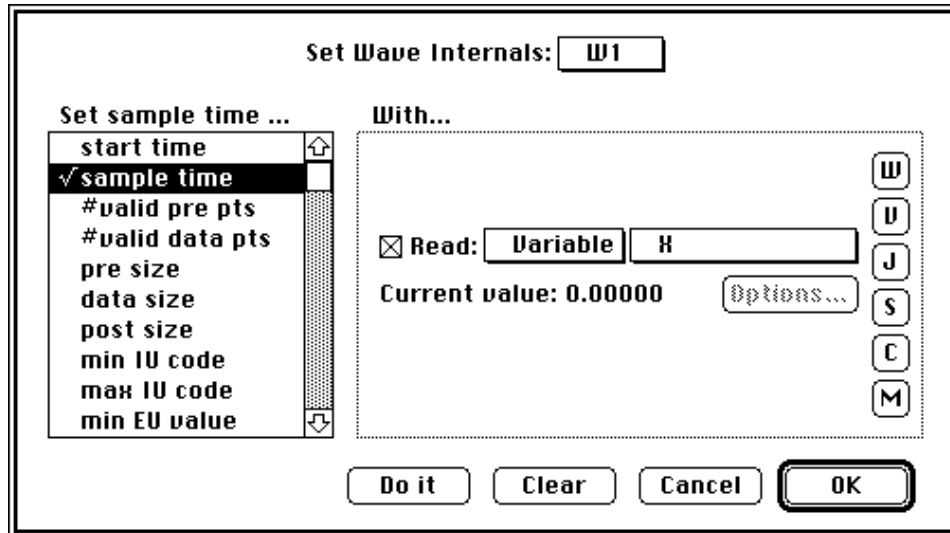 Set Wave Internals: W1
Set sample time ...
start time
√ sample time
#valid pre pts
#valid data pts
pre size
data size
post size
min IU code
max IU code
min EU value
With...
Read: Variable X
Current value: 0.00000 Options...
W
V
J
S
C
M
Do it Clear Cancel OK